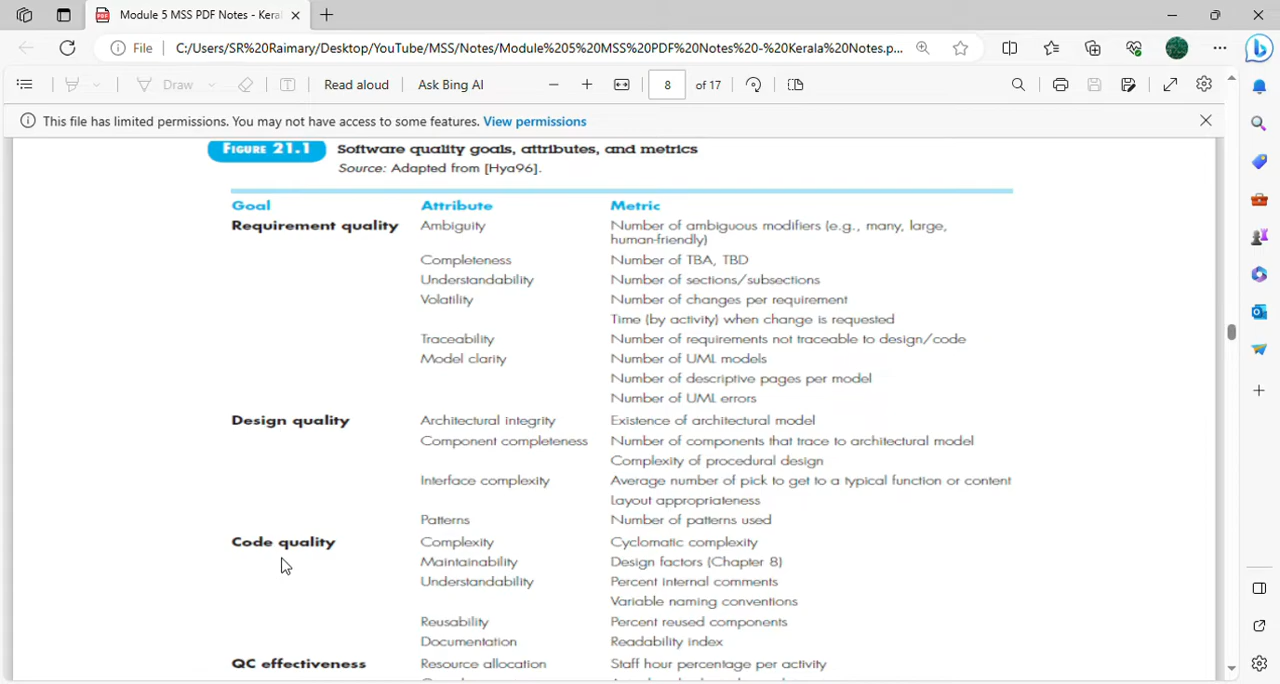 Module 5 MSS PDF Notes - Kera
File
C:/Users/SR%20Raimary/Desktop/YouTube/MSS/Notes/Module%205%20MSS%20PDF%20Notes%20-%20Kerala%20Notes.p...
Draw
Read aloud
Ask Bing AI
8 of 17
This file has limited permissions. You may not have access to some features. View permissions
FIGURE 21.1 Software quality goals, attributes, and metrics
Source: Adapted from [Hya96].
Goal Attribute Metric
Requirement quality Ambiguity Number of ambiguous modifiers (e.g., many, large,
human-friendly)
Completeness Number of TBA, TBD
Understandability Number of sections/subsections
Volatility Number of changes per requirement
Time (by activity) when change is requested
Traceability Number of requirements not traceable to design/code
Model clarity Number of UML models
Number of descriptive pages per model
Number of UML errors
Design quality Architectural integrity Existence of architectural model
Component completeness Number of components that trace to architectural model
Complexity of procedural design
Interface complexity Average number of pick to get to a typical function or content
Layout appropriateness
Patterns Number of patterns used
Code quality Complexity Cyclomatic complexity
Maintainability Design factors (Chapter 8)
Understandability Percent internal comments
Variable naming conventions
Reusability Percent reused components
Documentation Readability index
QC effectiveness Resource allocation Staff hour percentage per activity